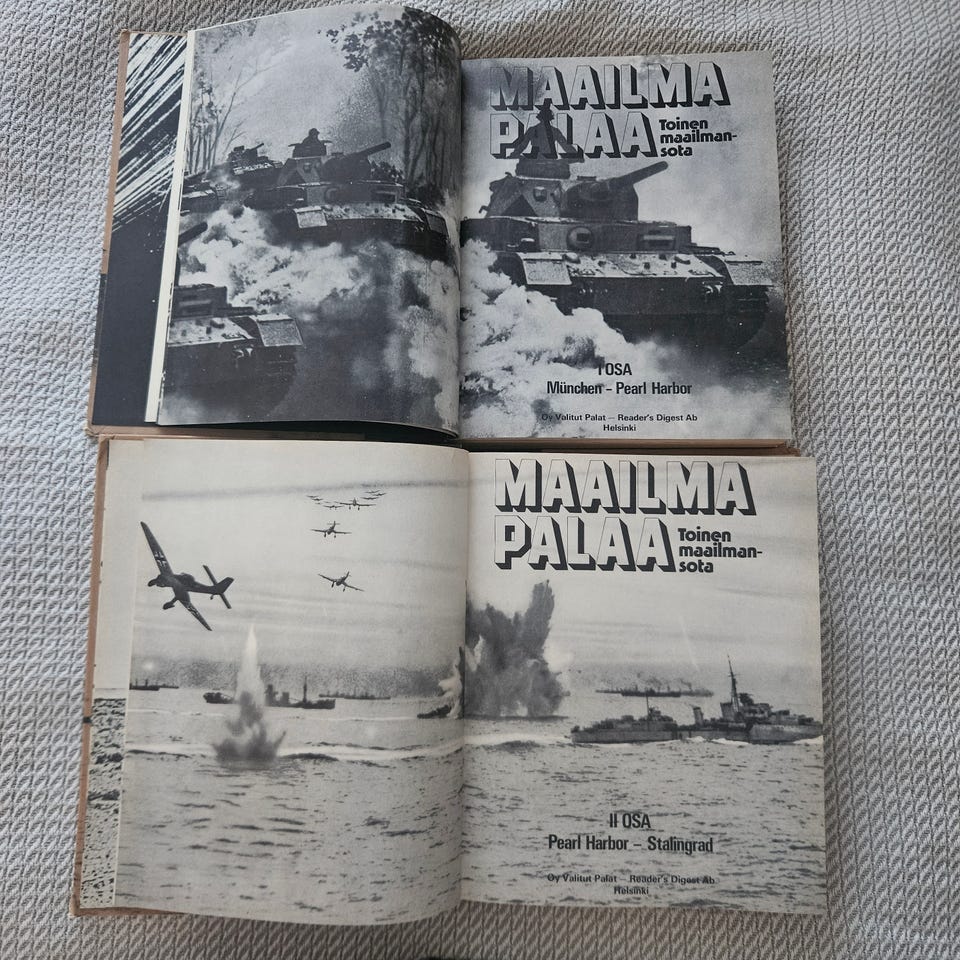 MAAILMA
PALAA Toinen
maailman-
sota
I OSA
München – Pearl Harbor
Oy Valitut Palat — Reader's Digest Ab
Helsinki
MAAILMA
PALAA Toinen
maailman-
sota
II OSA
Pearl Harbor – Stalingrad
Oy Valitut Palat — Reader's Digest Ab
Helsinki